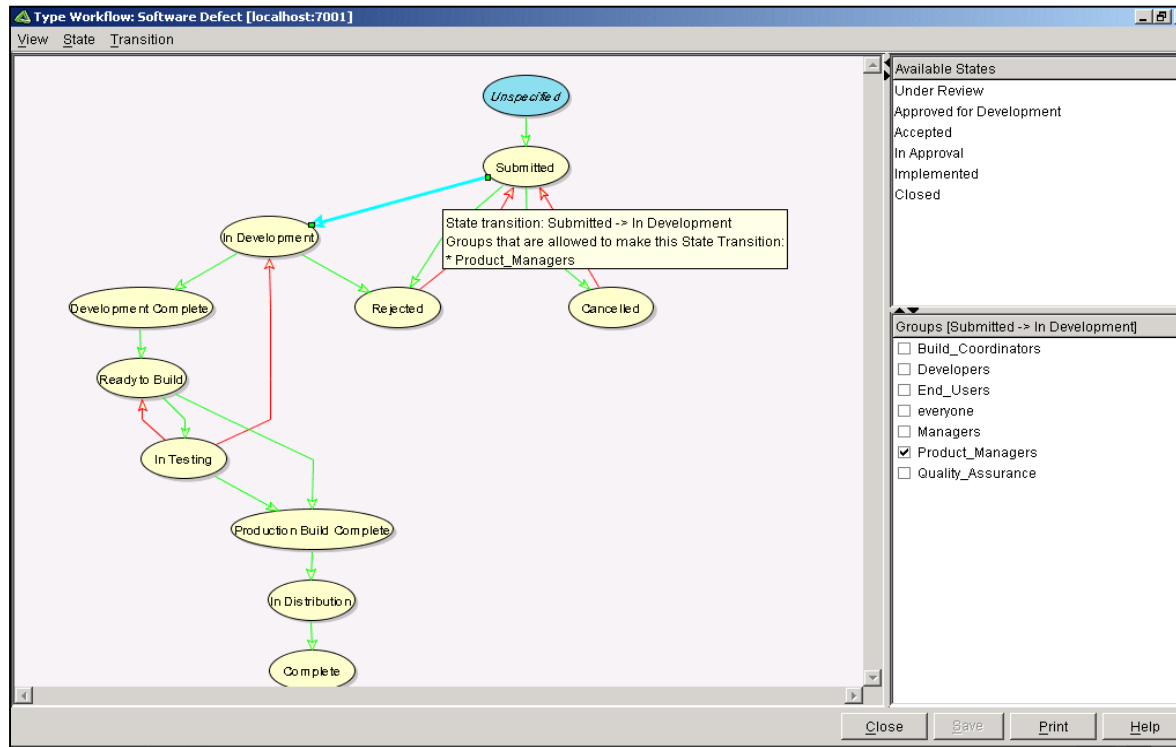 Type Workflow: Software Defect [localhost:7001]
View State Transition
Unspecified
Submitted
State transition: Submitted -> In Development
Groups that are allowed to make this State Transition:
* Product_Managers
In Development
Development Complete
Rejected
Cancelled
Ready to Build
In Testing
Production Build Complete
In Distribution
Complete
Available States
Under Review
Approved for Development
Accepted
In Approval
Implemented
Closed
Groups [Submitted -> In Development]
Build_Coordinators
Developers
End_Users
everyone
Managers
Product_Managers
Quality_Assurance
Close Save Print Help